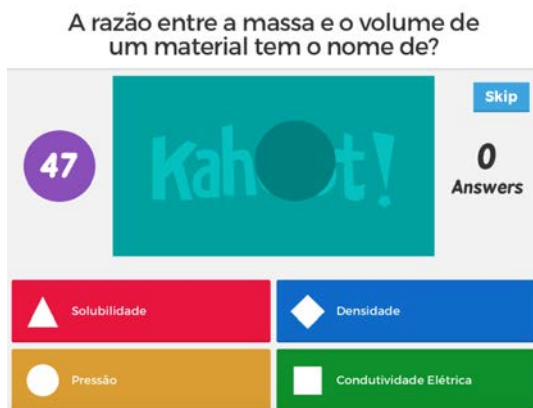 A razão entre a massa e o volume de
um material tem o nome de?
Skip
47
Kahoot!
0
Answers
Solubilidade
Densidade
Pressão
Condutividade Elétrica